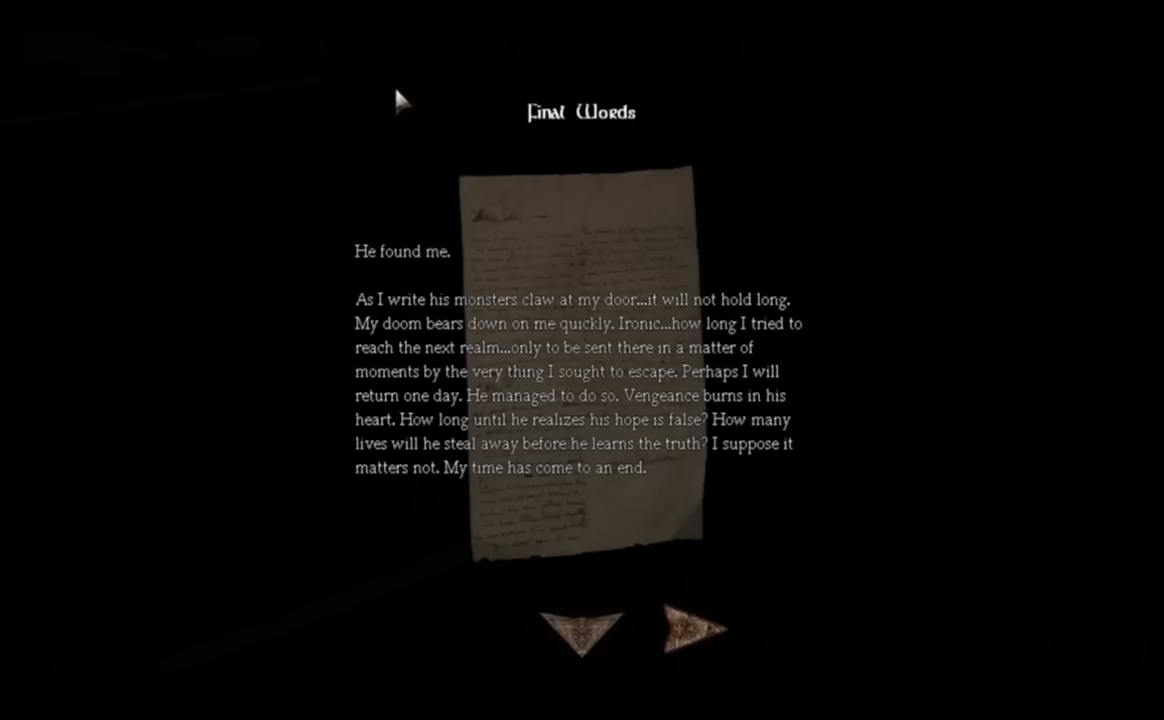 Final Words
He found me.
As I write his monsters claw at my door...it will not hold long.
My doom bears down on me quickly. Ironic...how long I tried to
reach the next realm...only to be sent there in a matter of
moments by the very thing I sought to escape. Perhaps I will
return one day. He managed to do so. Vengeance burns in his
heart. How long until he realizes his hope is false? How many
lives will he steal away before he learns the truth? I suppose it
matters not. My time has come to an end.